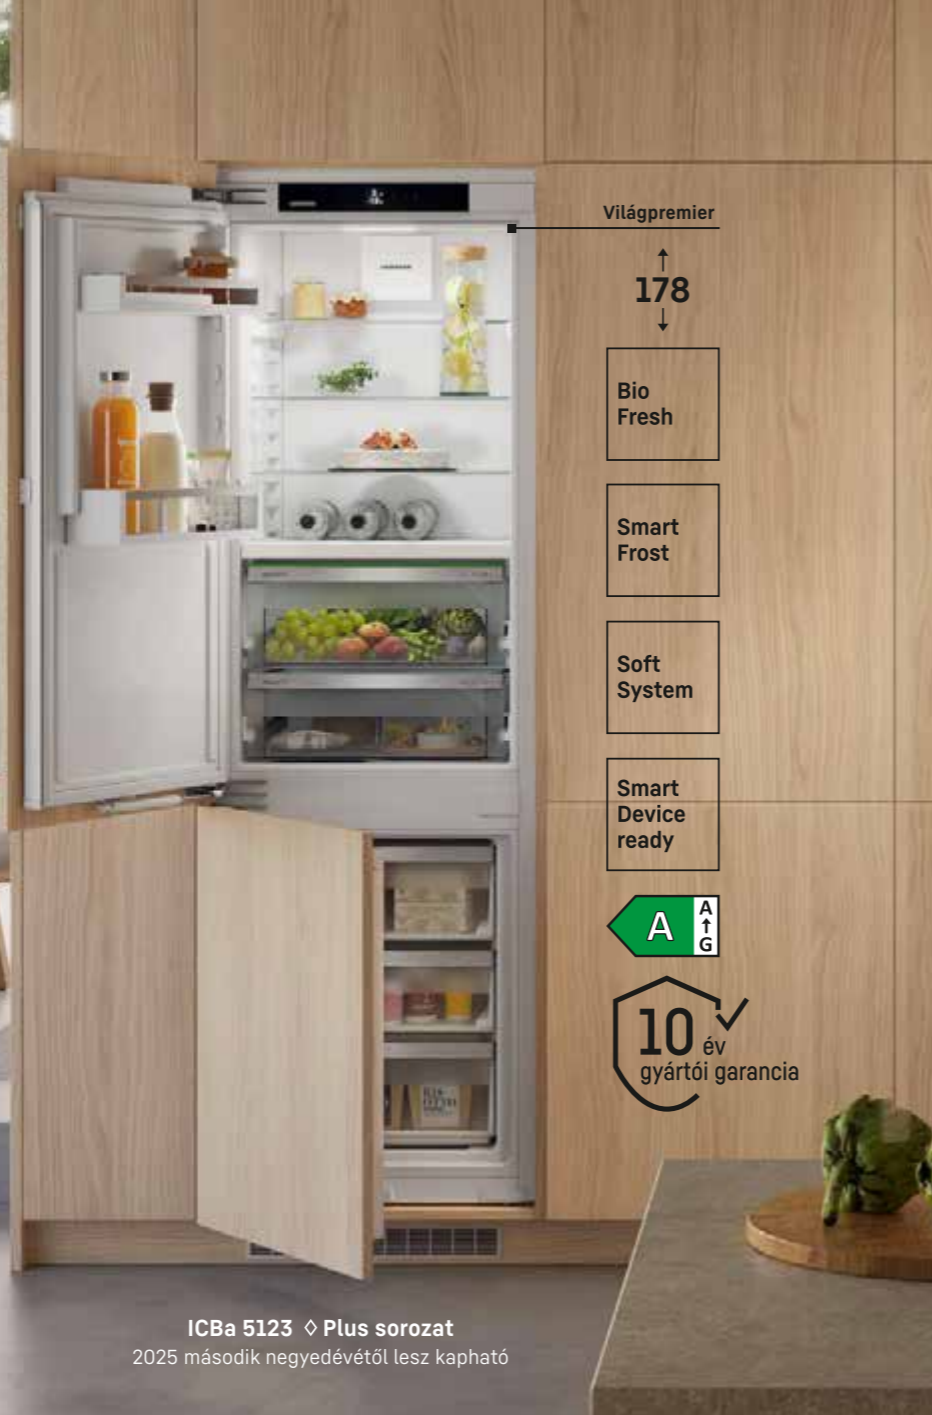 Világpremier
178
Bio
Fresh
Smart
Frost
Soft
System
Smart
Device
ready
A
A
G
10 év
gyártói garancia
ICBa 5123 ◊ Plus sorozat
2025 második negyedévétől lesz kapható